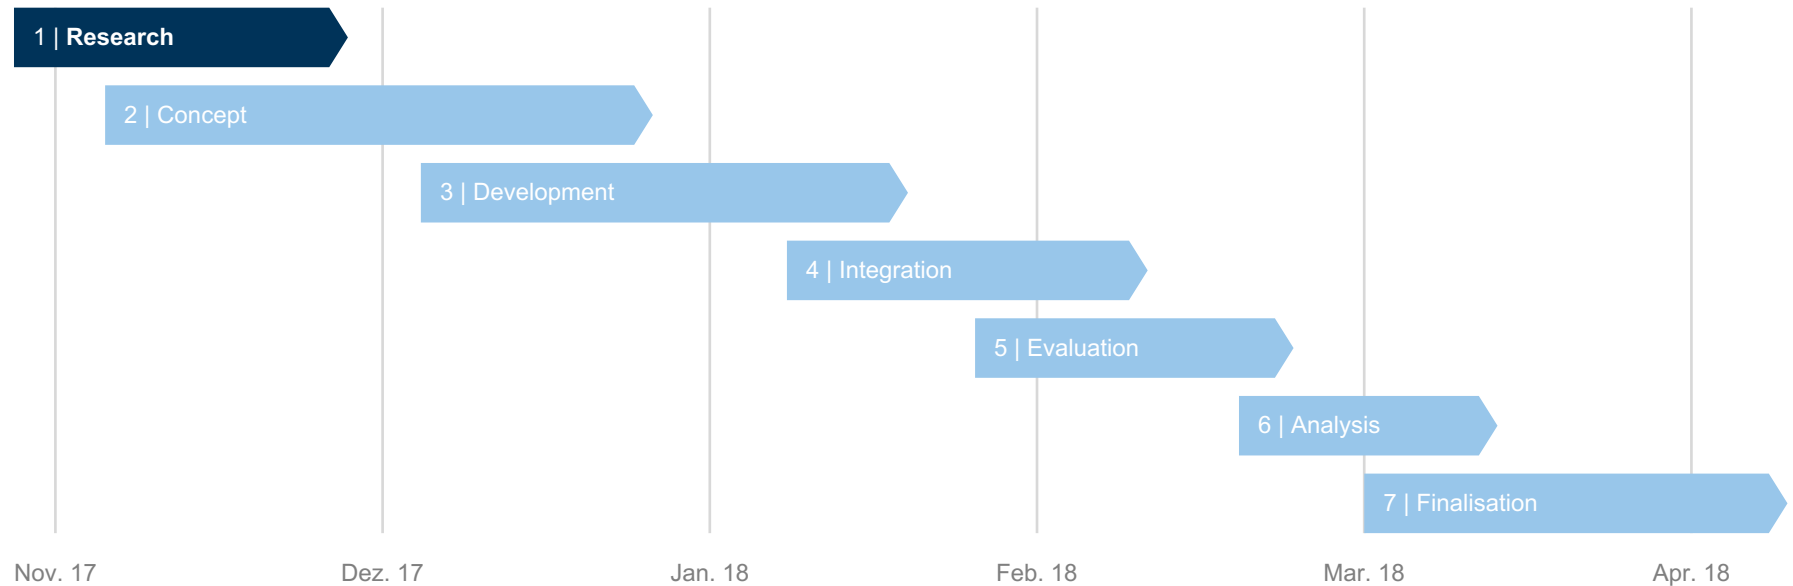 1 | Research
2 | Concept
3 | Development
4 | Integration
5 | Evaluation
6 | Analysis
7 | Finalisation
Nov. 17 Dez. 17 Jan. 18 Feb. 18 Mar. 18 Apr. 18